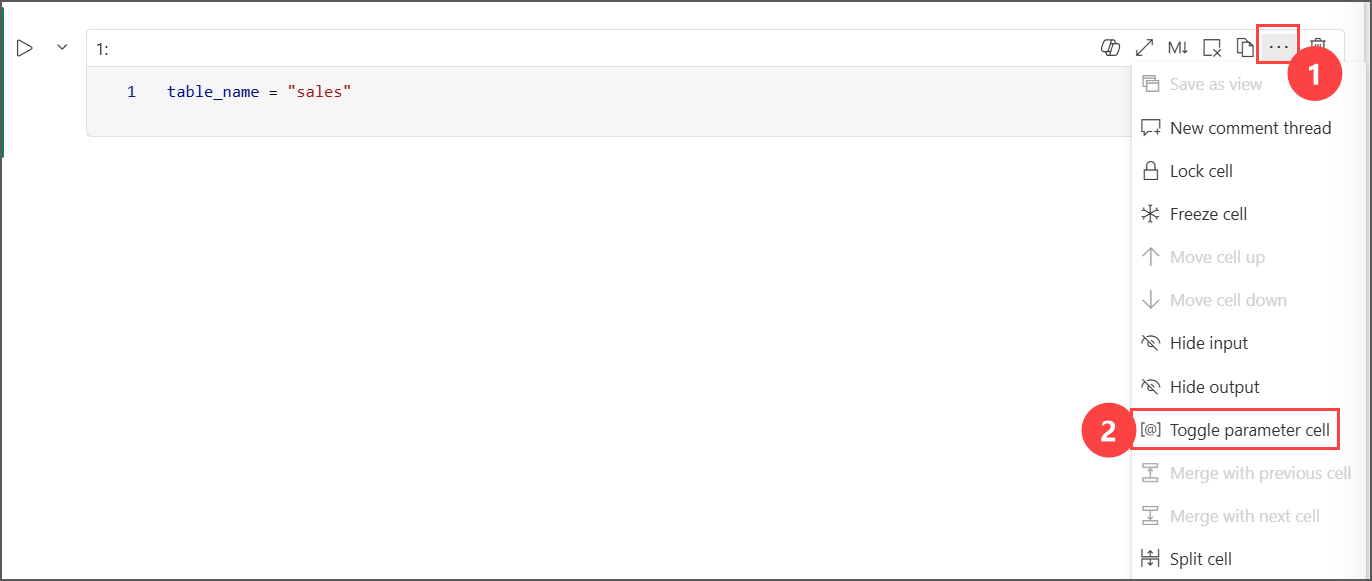 1:
M↓
···
1
1 table_name = "sales"
Save as view
New comment thread
Lock cell
Freeze cell
Move cell up
Move cell down
Hide input
Hide output
2
[@] Toggle parameter cell
Merge with previous cell
Merge with next cell
Split cell